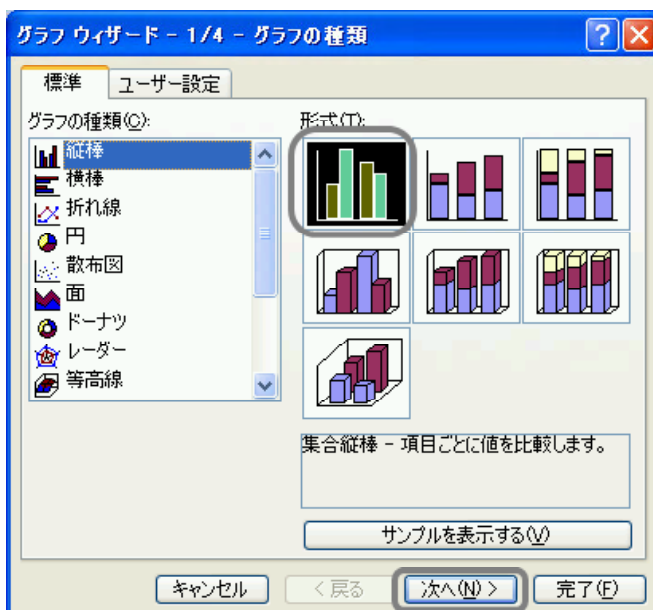 グラフ ウィザード - 1/4 - グラフの種類
標準
ユーザー設定
グラフの種類(C):
縦棒
横棒
折れ線
円
散布図
面
ドーナツ
レーダー
等高線
形式(T):
集合縦棒 - 項目ごとに値を比較します。
サンプルを表示する(V)
キャンセル
< 戻る
次へ(N) >
完了(F)